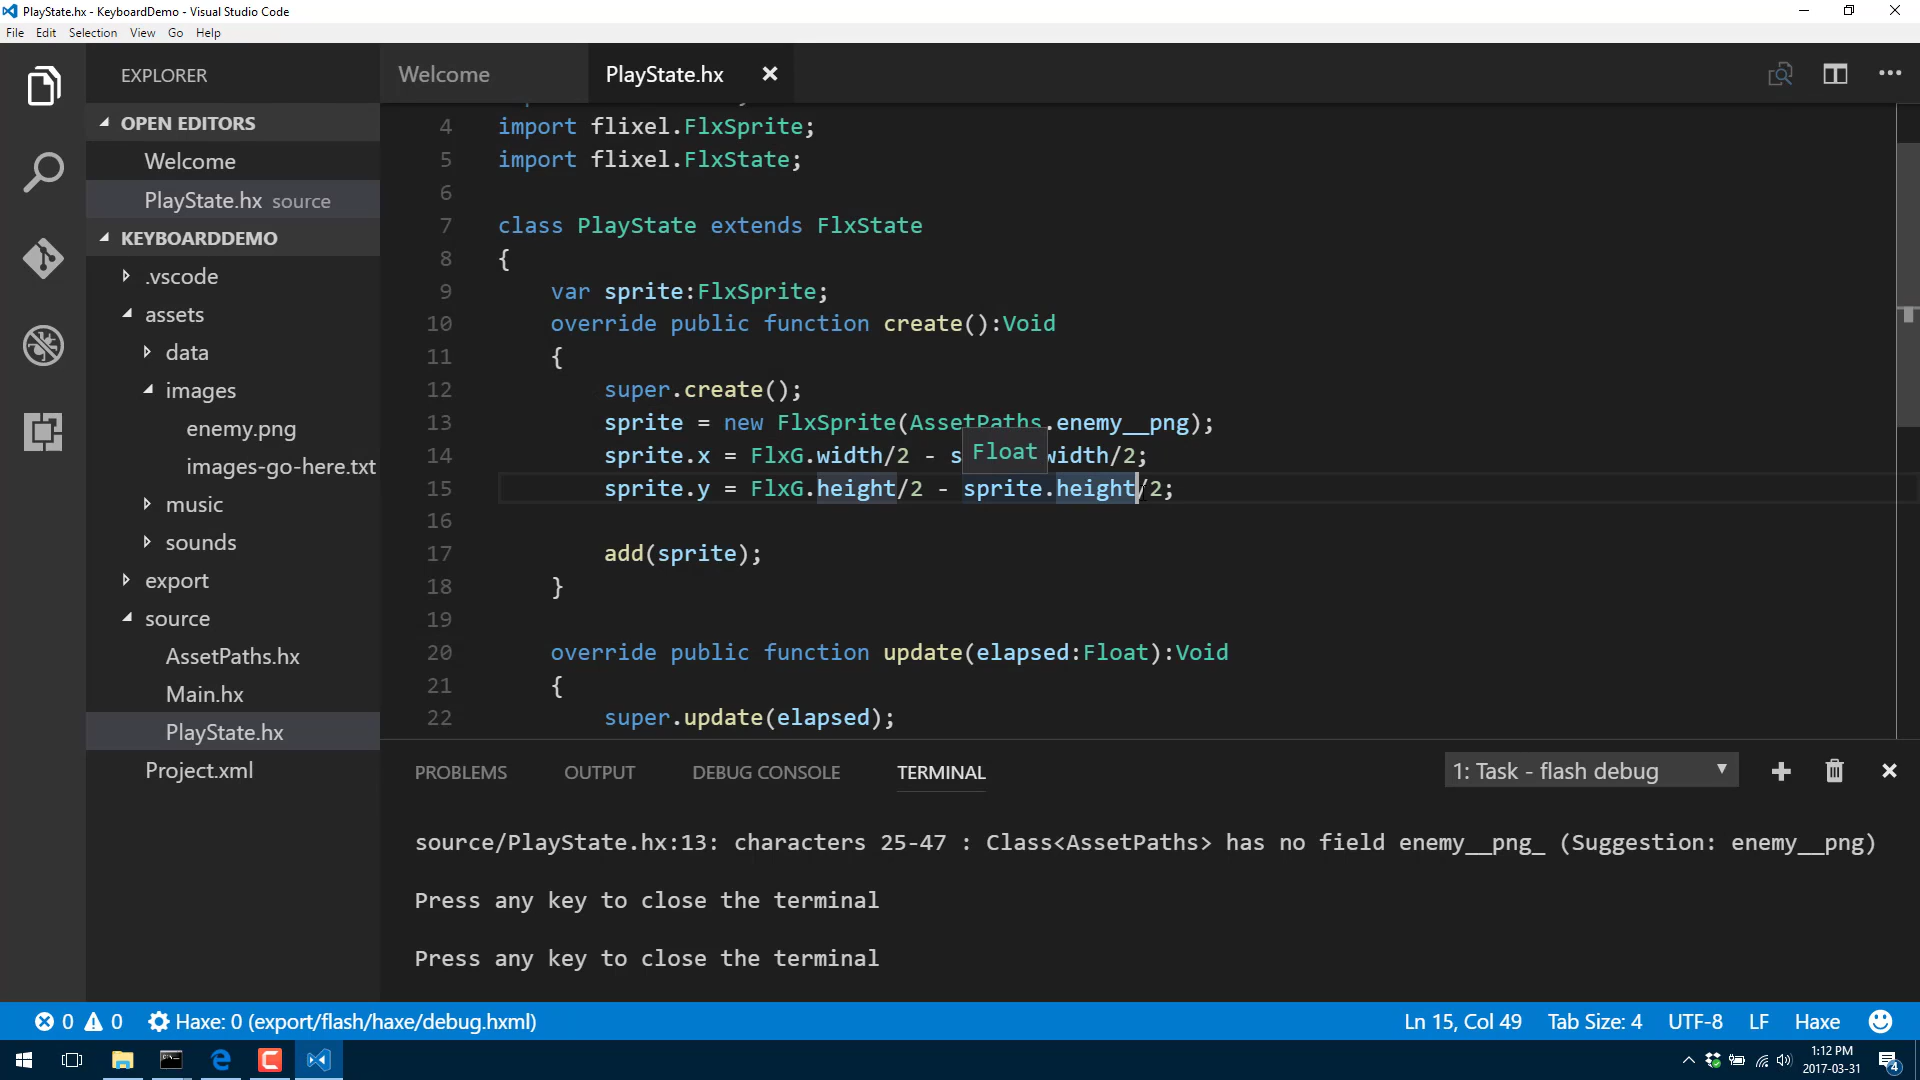 PlayState.hx - KeyboardDemo - Visual Studio Code
File Edit Selection View Go Help
EXPLORER
OPEN EDITORS
Welcome
PlayState.hx source
KEYBOARDDEMO
.vscode
assets
data
images
enemy.png
images-go-here.txt
music
sounds
export
source
AssetPaths.hx
Main.hx
PlayState.hx
Project.xml
Welcome PlayState.hx
4 import flixel.FlxSprite;
5 import flixel.FlxState;
6
7 class PlayState extends FlxState
8 {
9 var sprite:FlxSprite;
10 override public function create():Void
11 {
12 super.create();
13 sprite = new FlxSprite(AssetPaths.enemy__png);
14 sprite.x = FlxG.width/2 - s width/2;
Float
15 sprite.y = FlxG.height/2 - sprite.height/2;
16
17 add(sprite);
18 }
19
20 override public function update(elapsed:Float):Void
21 {
22 super.update(elapsed);
PROBLEMS OUTPUT DEBUG CONSOLE TERMINAL 1: Task - flash debug
source/PlayState.hx:13: characters 25-47 : Class<AssetPaths> has no field enemy__png_ (Suggestion: enemy__png)
Press any key to close the terminal
Press any key to close the terminal
0 0 Haxe: 0 (export/flash/haxe/debug.hxml) Ln 15, Col 49 Tab Size: 4 UTF-8 LF Haxe
1:12 PM
2017-03-31
4